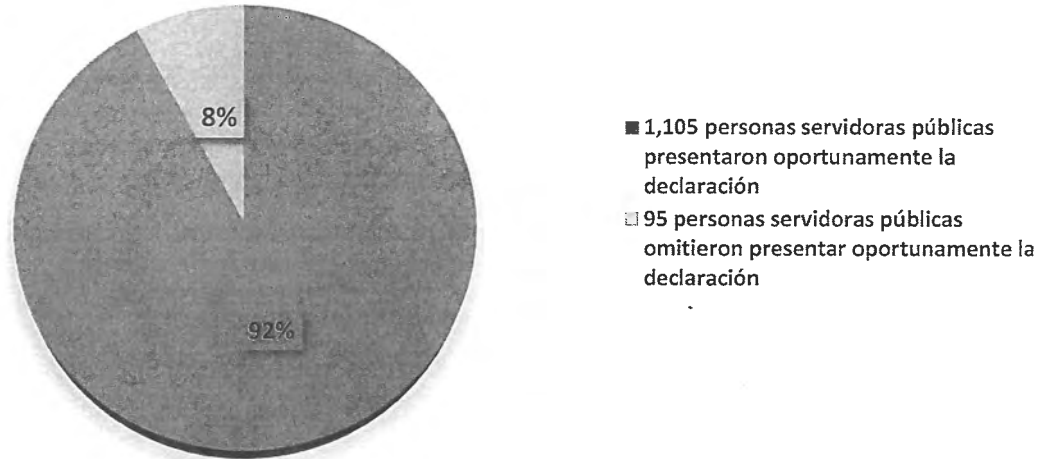 8%
92%
1,105 personas servidoras públicas
presentaron oportunamente la
declaración
95 personas servidoras públicas
omitieron presentar oportunamente la
declaración